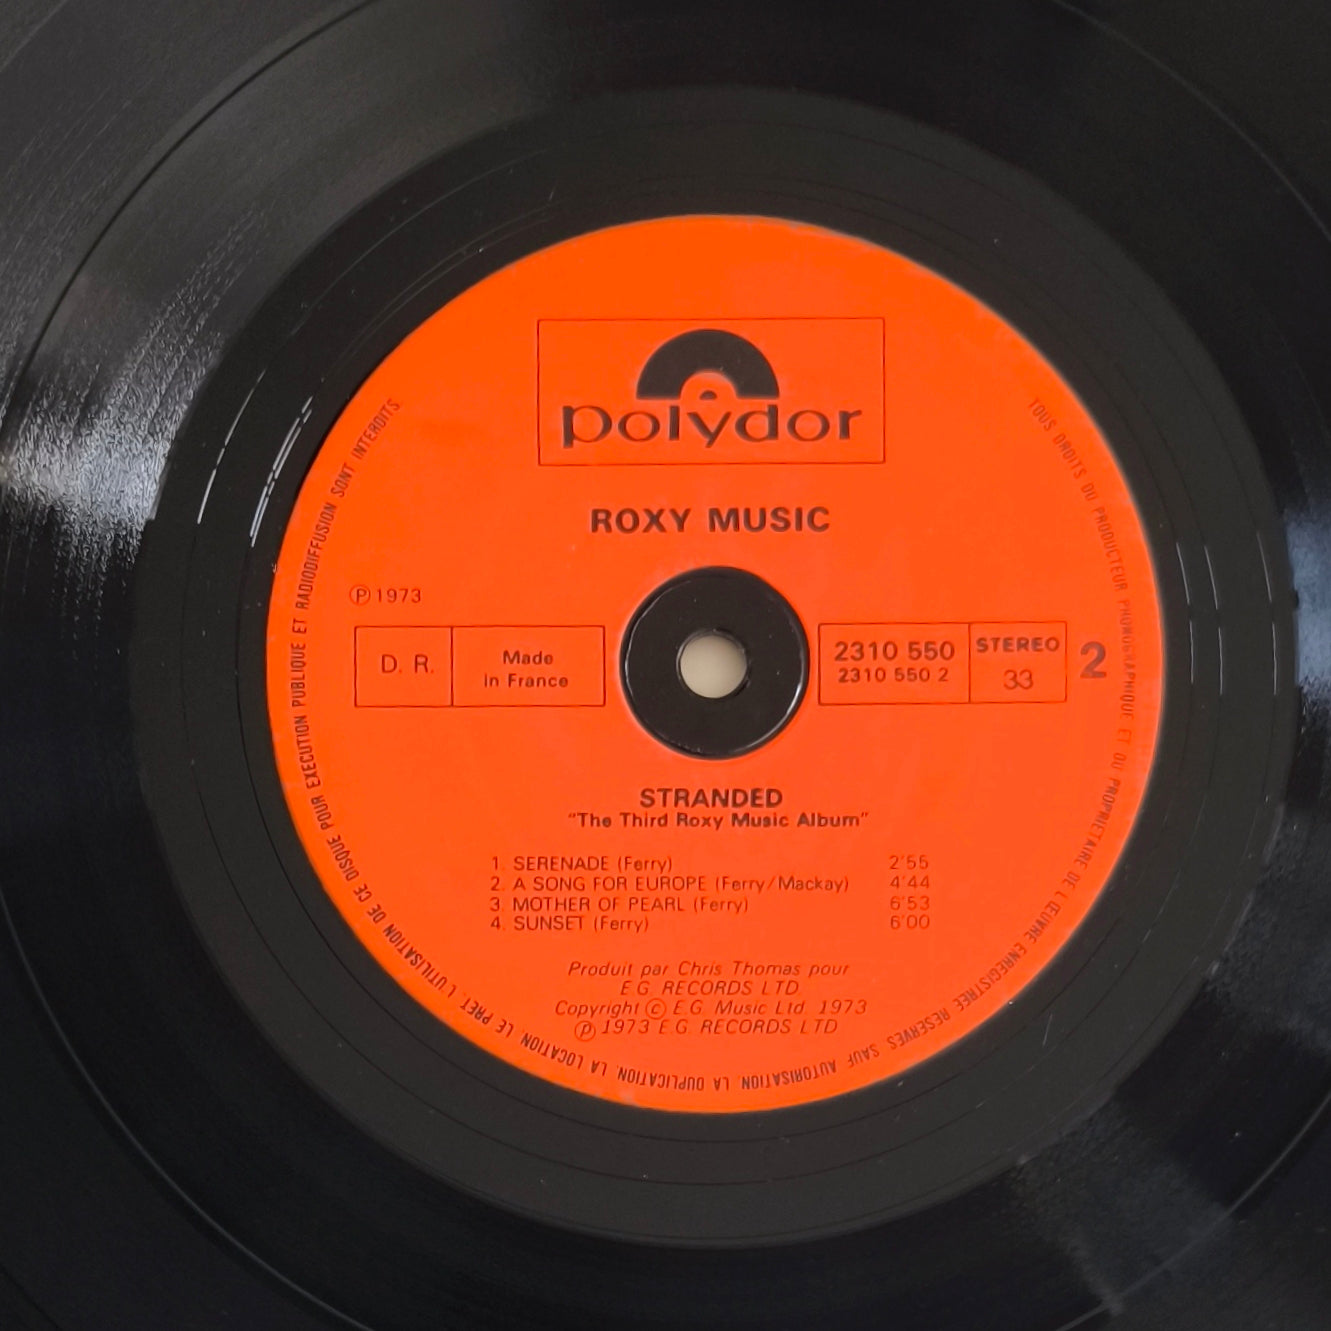 polydor
ROXY MUSIC
℗ 1973
D. R.
Made
in France
2310 550
2310 550 2
STEREO
33
2
STRANDED
"The Third Roxy Music Album"
1. SERENADE (Ferry) 2'55
2. A SONG FOR EUROPE (Ferry/Mackay) 4'44
3. MOTHER OF PEARL (Ferry) 6'53
4. SUNSET (Ferry) 6'00
Produit par Chris Thomas pour
E.G. RECORDS LTD
Copyright © E.G. Music Ltd. 1973
℗ 1973 E.G. RECORDS LTD
TOUS DROITS DU PRODUCTEUR PHONOGRAPHIQUE ET DU PROPRIETAIRE DE L'ŒUVRE ENREGISTREE RESERVES SAUF AUTORISATION, LA DUPLICATION, LA LOCATION, LE PRET, L'UTILISATION DE CE DISQUE POUR EXECUTION PUBLIQUE ET RADIODIFFUSION SONT INTERDITS